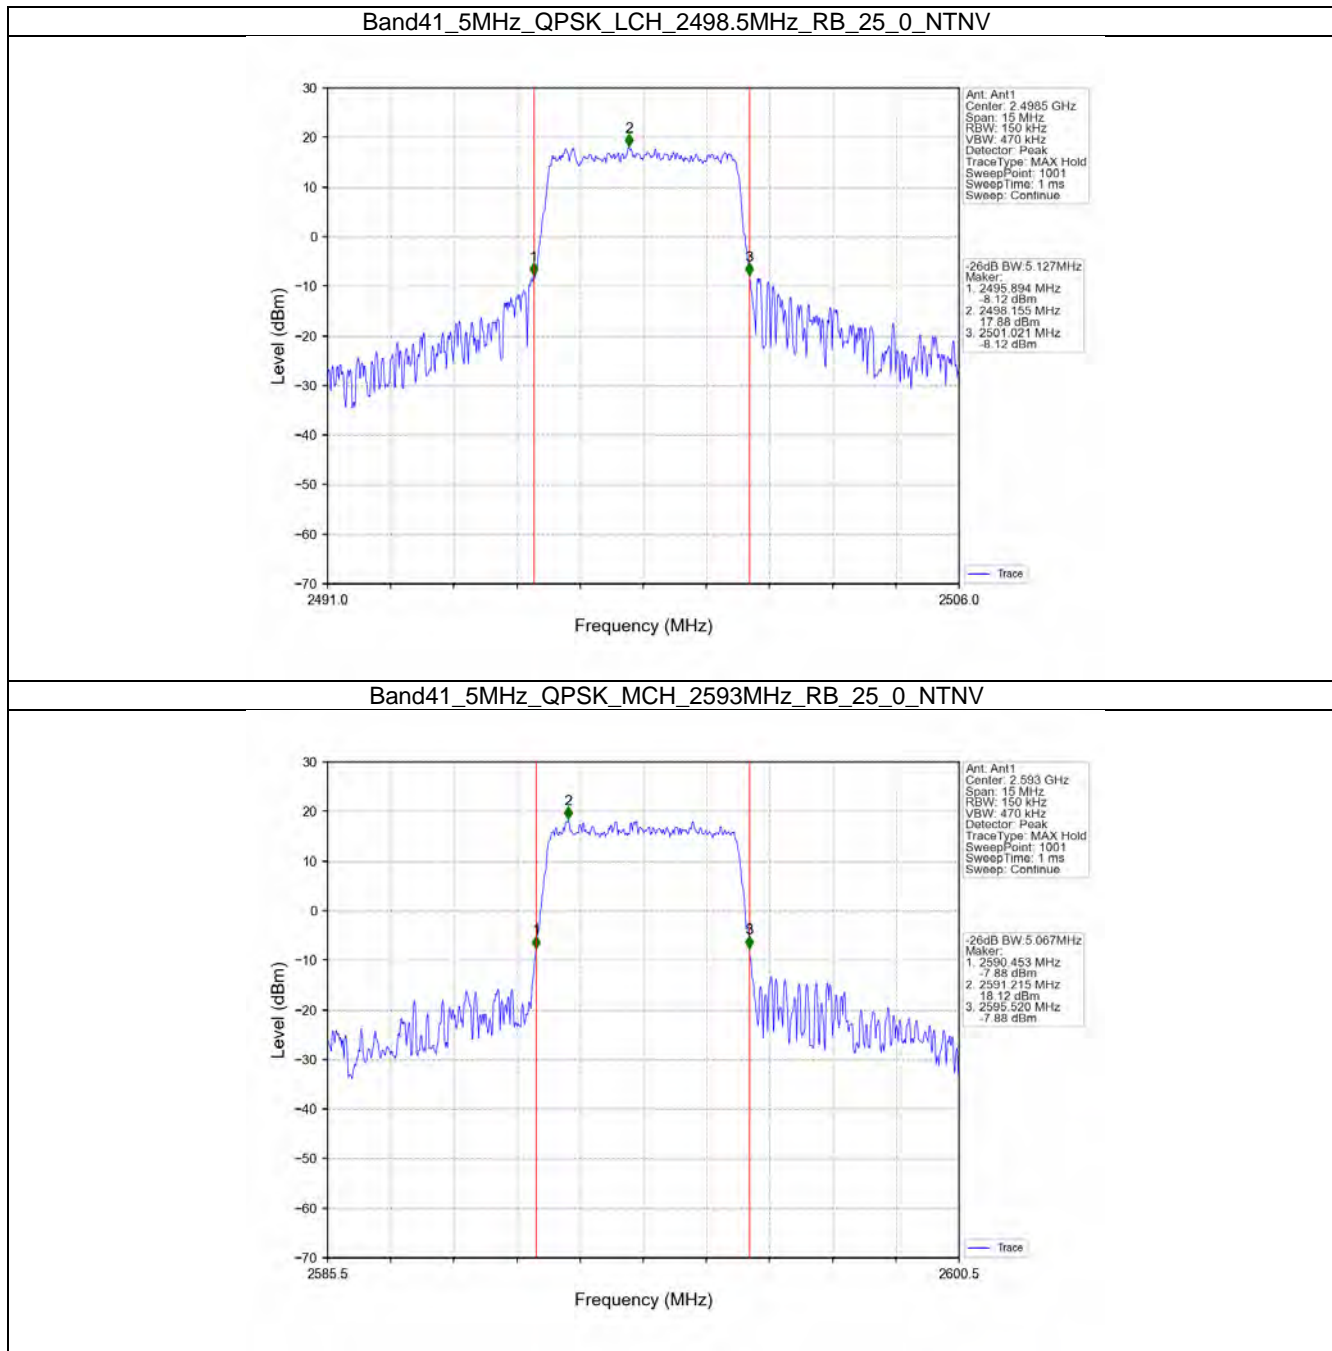 Band41_5MHz_QPSK_LCH_2498.5MHz_RB_25_0_NTNV
30
20
10
0
−10
−20
−30
−40
−50
−60
−70
Level (dBm)
2491.0
2506.0
Frequency (MHz)
1
2
3
Ant: Ant1
Center: 2.4985 GHz
Span: 15 MHz
RBW: 150 kHz
VBW: 470 kHz
Detector: Peak
TraceType: MAX Hold
SweepPoint: 1001
SweepTime: 1 ms
Sweep: Continue
-26dB BW:5.127MHz
Maker:
1. 2495.894 MHz
-8.12 dBm
2. 2498.155 MHz
17.88 dBm
3. 2501.021 MHz
-8.12 dBm
Trace
Band41_5MHz_QPSK_MCH_2593MHz_RB_25_0_NTNV
30
20
10
0
−10
−20
−30
−40
−50
−60
−70
Level (dBm)
2585.5
2600.5
Frequency (MHz)
1
2
3
Ant: Ant1
Center: 2.593 GHz
Span: 15 MHz
RBW: 150 kHz
VBW: 470 kHz
Detector: Peak
TraceType: MAX Hold
SweepPoint: 1001
SweepTime: 1 ms
Sweep: Continue
-26dB BW:5.067MHz
Maker:
1. 2590.453 MHz
-7.88 dBm
2. 2591.215 MHz
18.12 dBm
3. 2595.520 MHz
-7.88 dBm
Trace